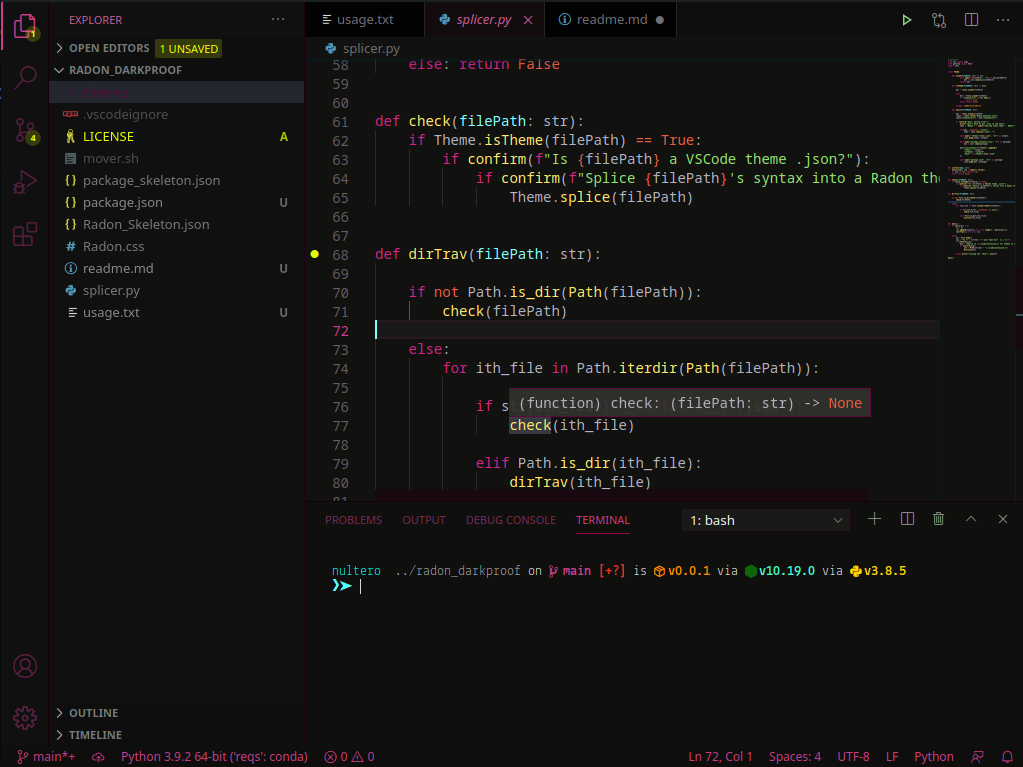 EXPLORER ···
usage.txt
splicer.py
readme.md
OPEN EDITORS 1 UNSAVED
RADON_DARKPROOF
.vscodeignore
LICENSE A
mover.sh
{} package_skeleton.json
{} package.json U
{} Radon_Skeleton.json
# Radon.css
readme.md U
splicer.py
usage.txt U
OUTLINE
TIMELINE
1
4
splicer.py
58 else: return False
59
60
61 def check(filePath: str):
62 if Theme.isTheme(filePath) == True:
63 if confirm(f"Is {filePath} a VSCode theme .json?"):
64 if confirm(f"Splice {filePath}'s syntax into a Radon th
65 Theme.splice(filePath)
66
67
68 def dirTrav(filePath: str):
69
70 if not Path.is_dir(Path(filePath)):
71 check(filePath)
72
73 else:
74 for ith_file in Path.iterdir(Path(filePath)):
75
(function) check: (filePath: str) -> None
76 if s
77 check(ith_file)
78
79 elif Path.is_dir(ith_file):
80 dirTrav(ith_file)
81
PROBLEMS OUTPUT DEBUG CONSOLE TERMINAL 1: bash
nultero ../radon_darkproof on main [+?] is v0.0.1 via v10.19.0 via v3.8.5
main*+ Python 3.9.2 64-bit ('reqs': conda) 0 0 Ln 72, Col 1 Spaces: 4 UTF-8 LF Python